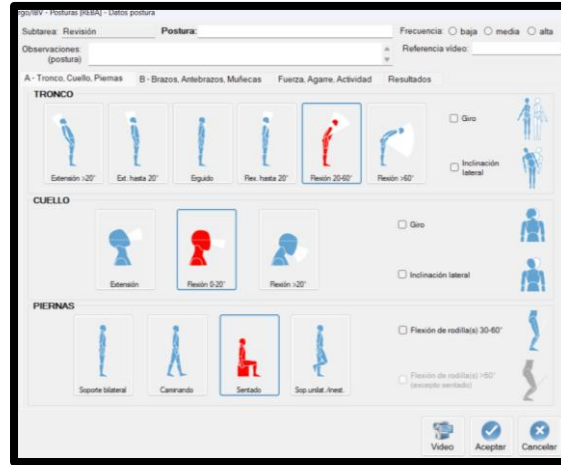 rgo/IBV - Posturas (REBA) - Datos postura
Subtarea: Revisión Postura: Frecuencia: baja media alta
Observaciones: (postura) Referencia vídeo:
A - Tronco, Cuello, Piernas B - Brazos, Antebrazos, Muñecas Fuerza, Agarre, Actividad Resultados
TRONCO
Giro
Inclinación lateral
Extensión >20° Ext. hasta 20° Erguido Flex. hasta 20° Flexión 20-60° Flexión >60°
CUELLO
Giro
Inclinación lateral
Extensión Flexión 0-20° Flexión >20°
PIERNAS
Flexión de rodilla(s) 30-60°
Flexión de rodilla(s) >60° (excepto sentado)
Soporte bilateral Caminando Sentado Sop.unilat./inest.
Video Aceptar Cancelar